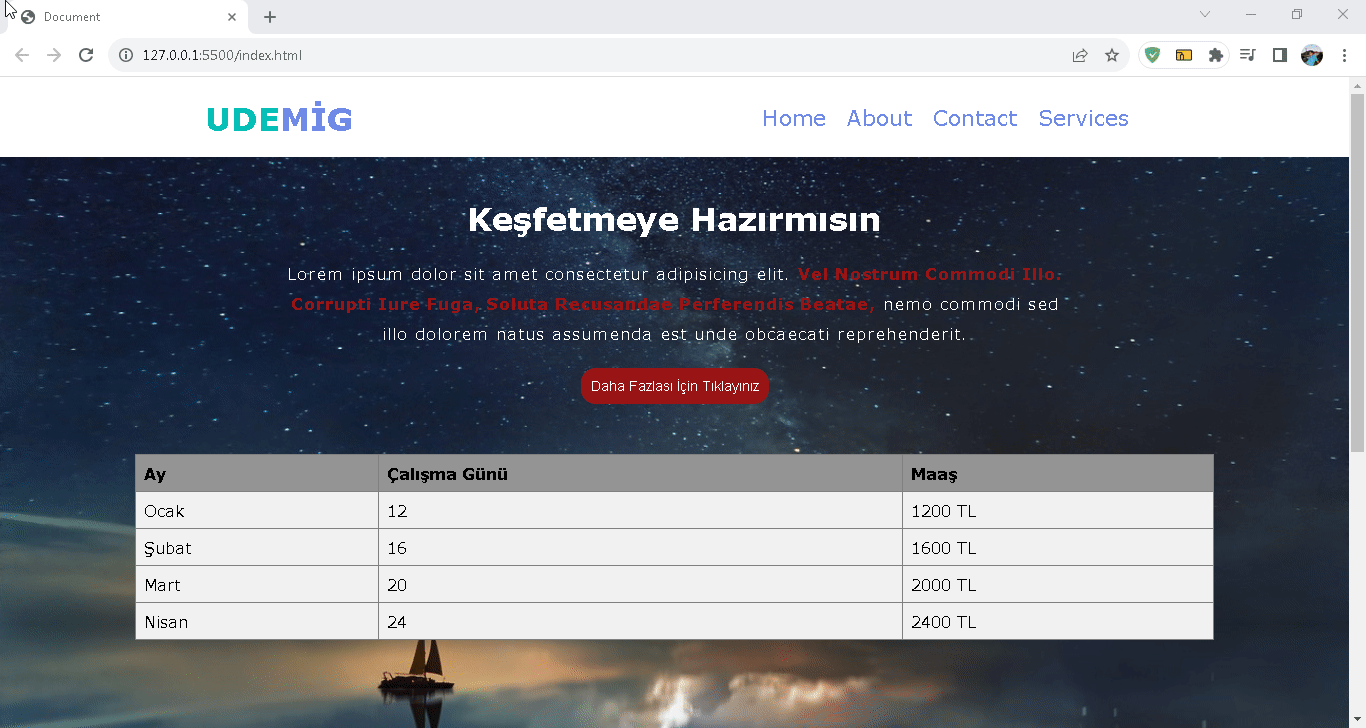 Document
127.0.0.1:5500/index.html
UDEMİG
Home About Contact Services
Keşfetmeye Hazırmısın
Lorem ipsum dolor sit amet consectetur adipisicing elit. Vel Nostrum Commodi Illo.
Corrupti Iure Fuga, Soluta Recusandae Perferendis Beatae, nemo commodi sed
illo dolorem natus assumenda est unde obcaecati reprehenderit.
Daha Fazlası İçin Tıklayınız
Ay Çalışma Günü Maaş
Ocak 12 1200 TL
Şubat 16 1600 TL
Mart 20 2000 TL
Nisan 24 2400 TL